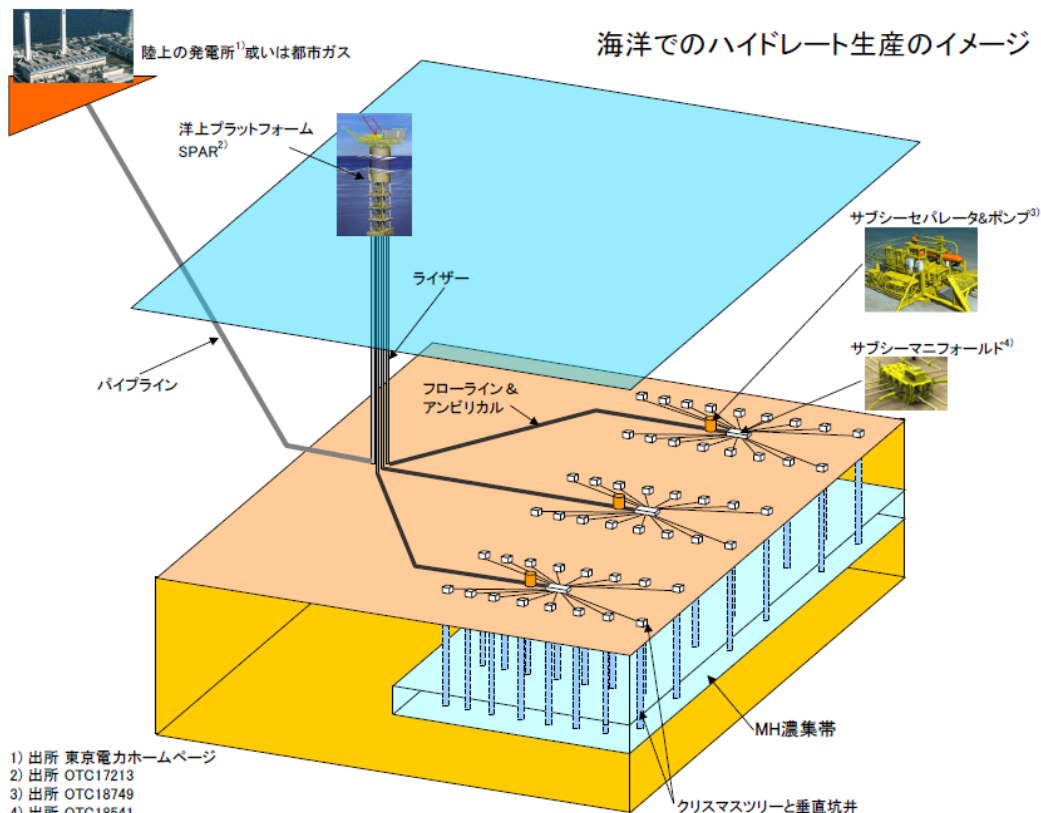 海洋でのハイドレート生産のイメージ
陸上の発電所1)或いは都市ガス
洋上プラットフォーム
SPAR2)
サブシーセパレータ&ポンプ3)
ライザー
サブシーマニフォールド4)
パイプライン
フローライン&
アンビリカル
MH濃集帯
クリスマスツリーと垂直坑井
1) 出所 東京電力ホームページ
2) 出所 OTC17213
3) 出所 OTC18749
4) 出所 OTC18541